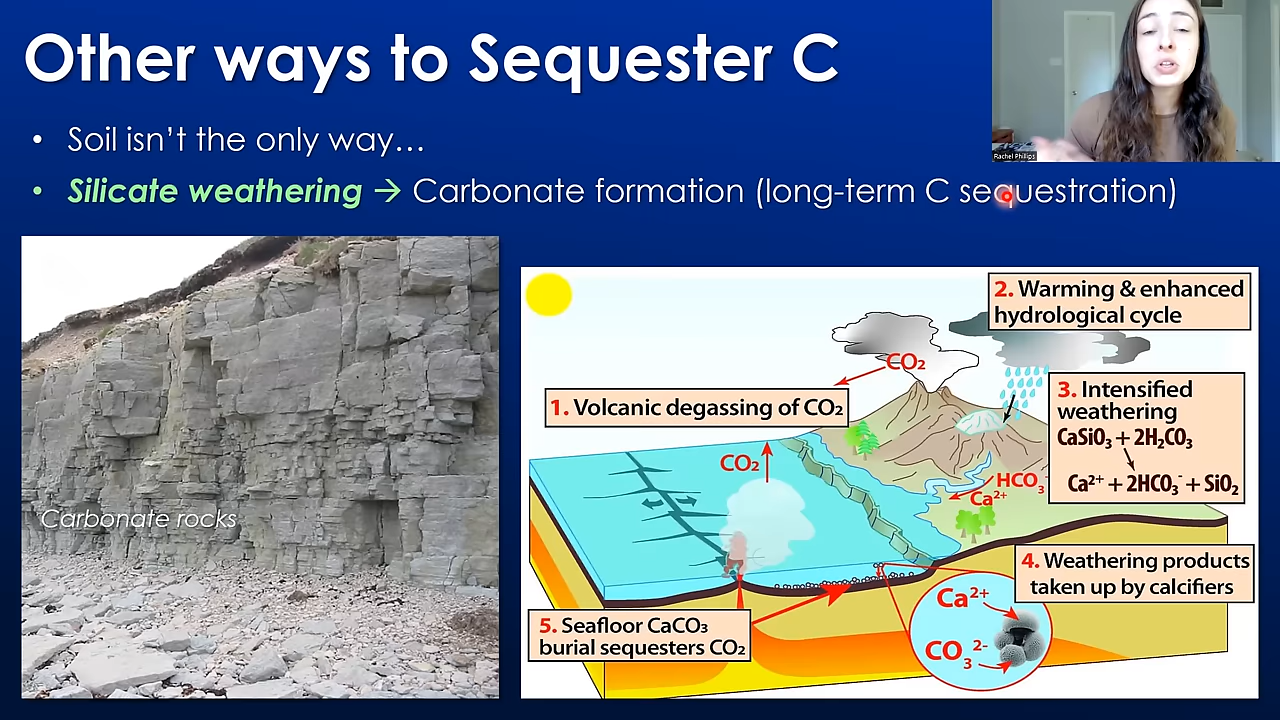 Other ways to Sequester C
Rachel Phillips
• Soil isn't the only way…
• Silicate weathering → Carbonate formation (long-term C sequestration)
Carbonate rocks
2. Warming & enhanced
hydrological cycle
CO₂
1. Volcanic degassing of CO₂
3. Intensified
weathering
CaSiO₃ + 2H₂CO₃
Ca²⁺ + 2HCO₃⁻ + SiO₂
CO₂
HCO₃⁻
Ca²⁺
4. Weathering products
taken up by calcifiers
Ca²⁺
CO₃²⁻
5. Seafloor CaCO₃
burial sequesters CO₂